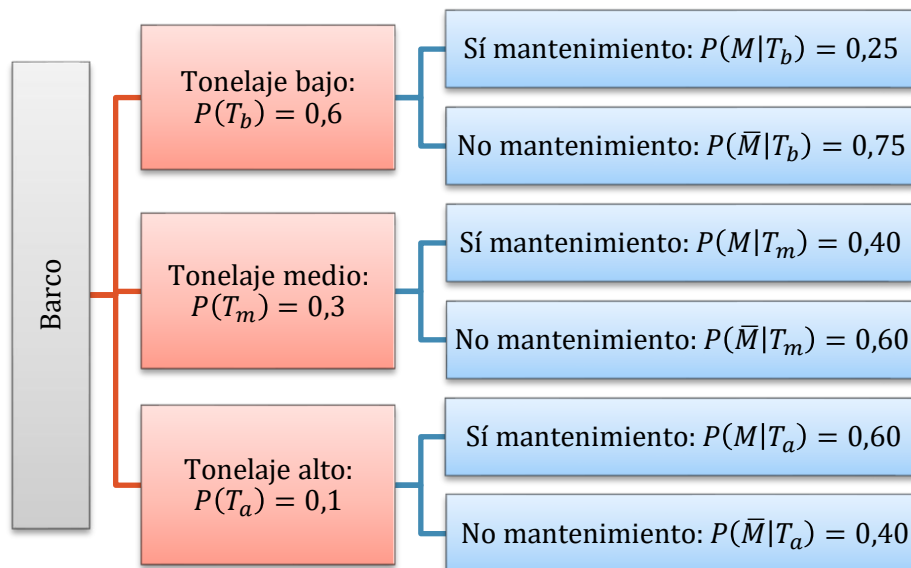 Barco
Tonelaje bajo:
P(T_b) = 0,6
Sí mantenimiento: P(M|T_b) = 0,25
No mantenimiento: P(M̄|T_b) = 0,75
Tonelaje medio:
P(T_m) = 0,3
Sí mantenimiento: P(M|T_m) = 0,40
No mantenimiento: P(M̄|T_m) = 0,60
Tonelaje alto:
P(T_a) = 0,1
Sí mantenimiento: P(M|T_a) = 0,60
No mantenimiento: P(M̄|T_a) = 0,40